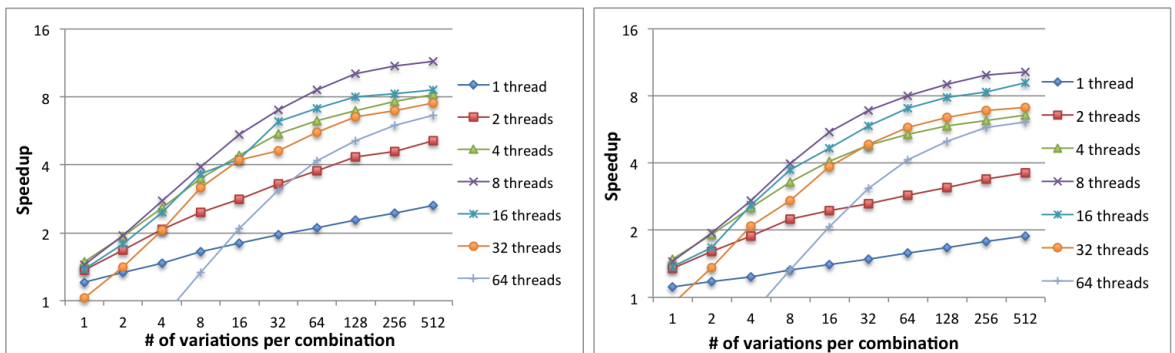 16
8
4
2
1
Speedup
1 2 4 8 16 32 64 128 256 512
# of variations per combination
1 thread
2 threads
4 threads
8 threads
16 threads
32 threads
64 threads
16
8
4
2
1
Speedup
1 2 4 8 16 32 64 128 256 512
# of variations per combination
1 thread
2 threads
4 threads
8 threads
16 threads
32 threads
64 threads